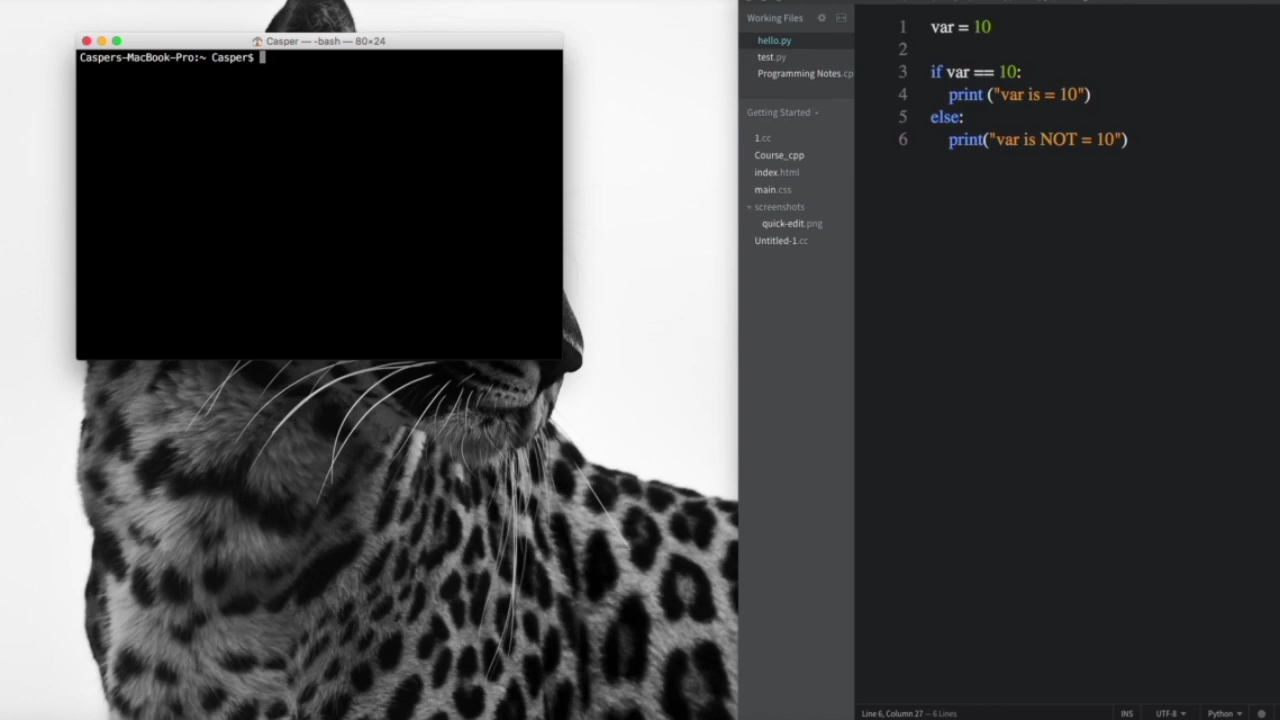 Casper — -bash — 80×24
Caspers-MacBook-Pro:~ Casper$
Working Files
hello.py
test.py
Programming Notes.cp
Getting Started
1.cc
Course_cpp
index.html
main.css
screenshots
quick-edit.png
Untitled-1.cc
1 var = 10
2
3 if var == 10:
4 print ("var is = 10")
5 else:
6 print("var is NOT = 10")
Line 6, Column 27 — 6 Lines
INS UTF-8 Python